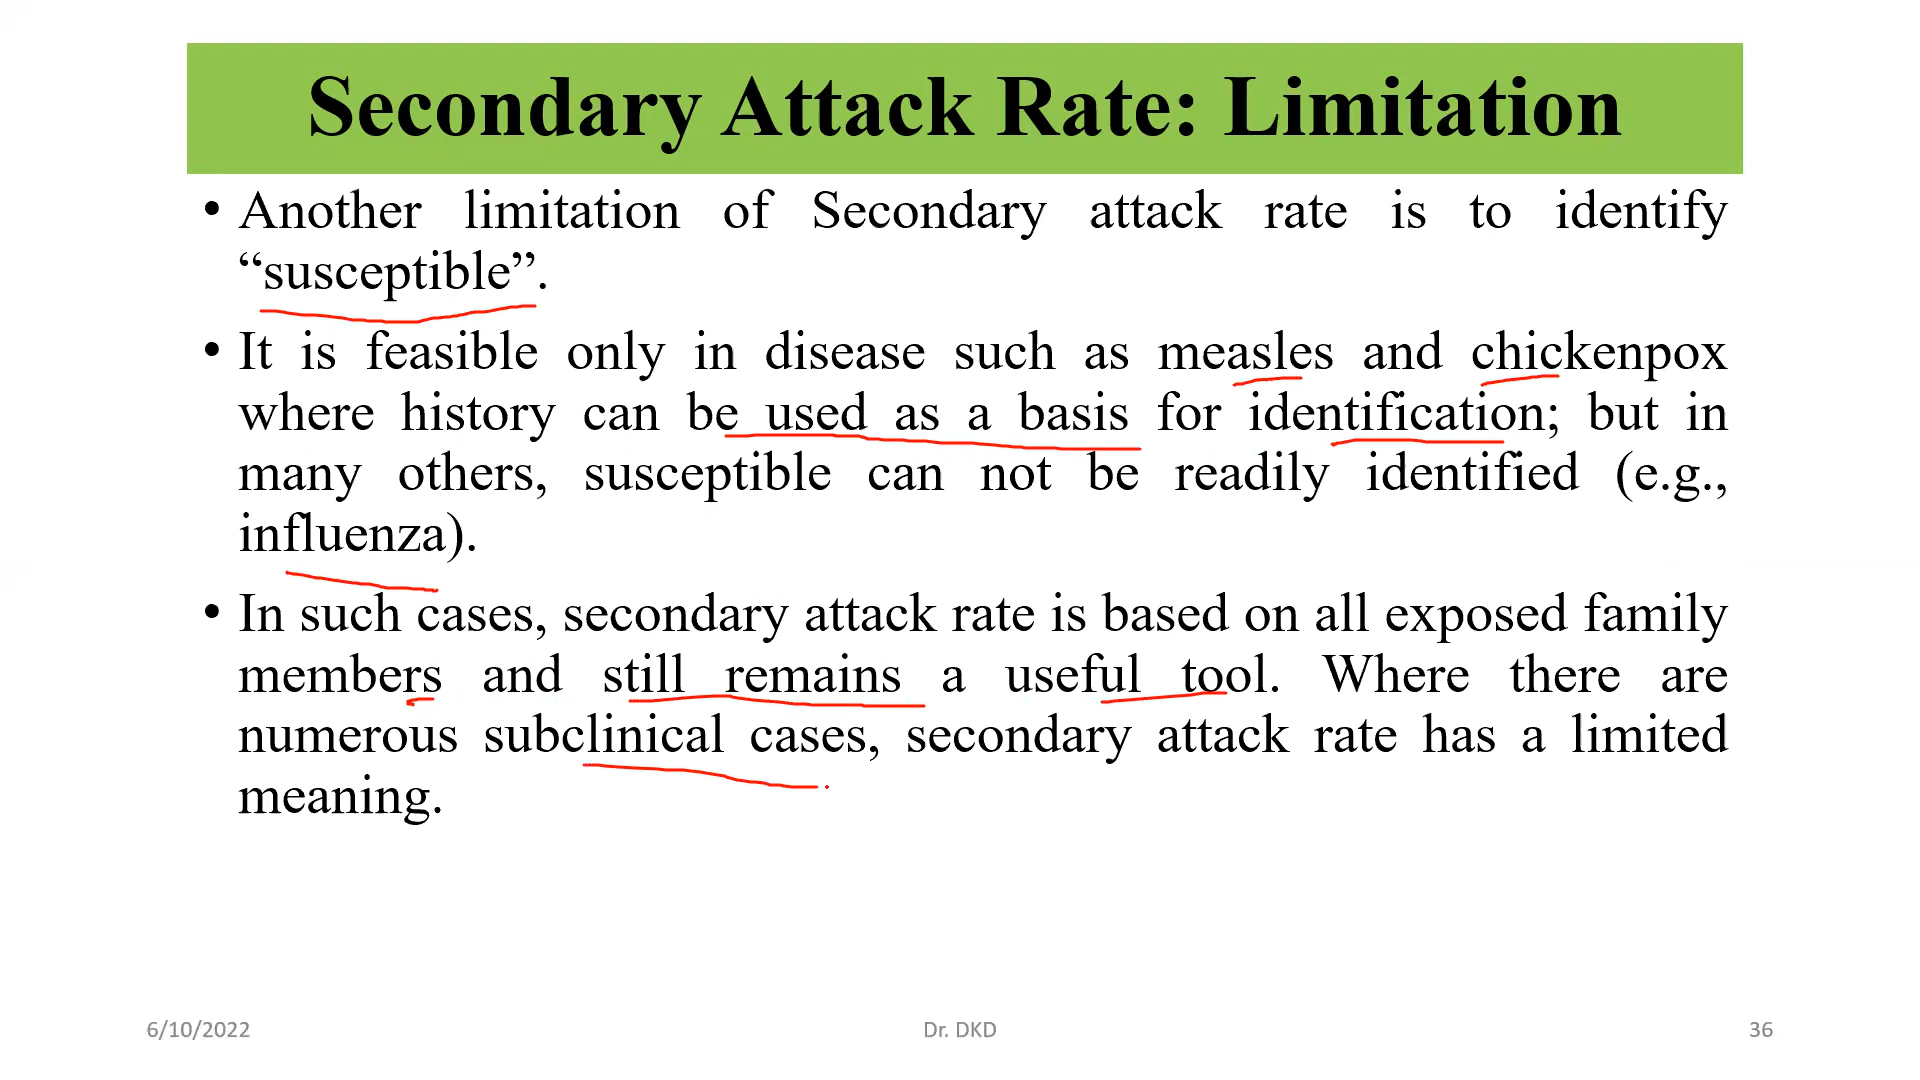 Secondary Attack Rate: Limitation
• Another limitation of Secondary attack rate is to identify
“susceptible”.
• It is feasible only in disease such as measles and chickenpox
where history can be used as a basis for identification; but in
many others, susceptible can not be readily identified (e.g.,
influenza).
• In such cases, secondary attack rate is based on all exposed family
members and still remains a useful tool. Where there are
numerous subclinical cases, secondary attack rate has a limited
meaning.
6/10/2022 Dr. DKD 36